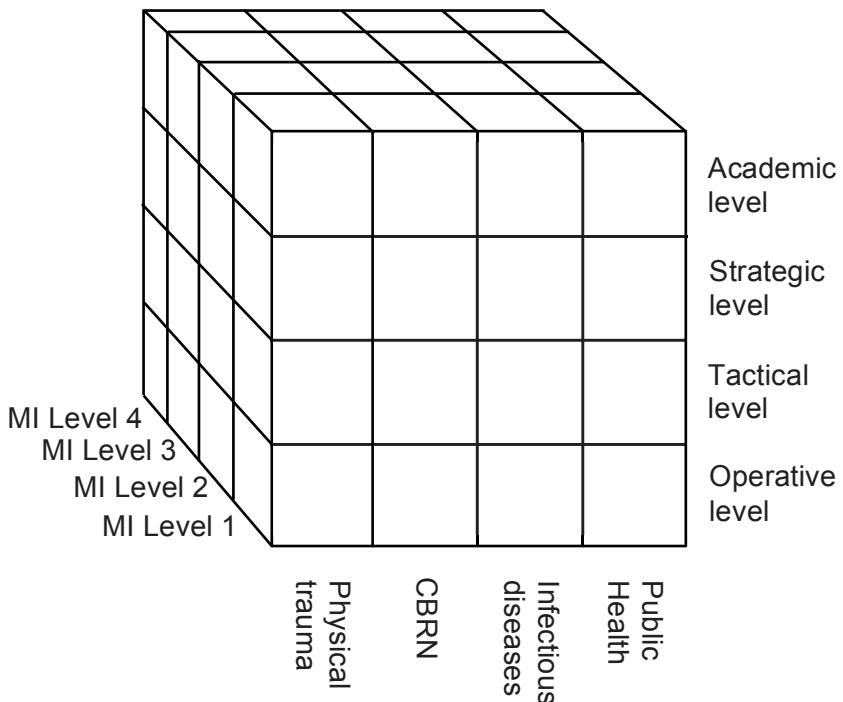 Academic
level
Strategic
level
Tactical
level
Operative
level
MI Level 4
MI Level 3
MI Level 2
MI Level 1
Physical
trauma
CBRN
Infectious
diseases
Public
Health